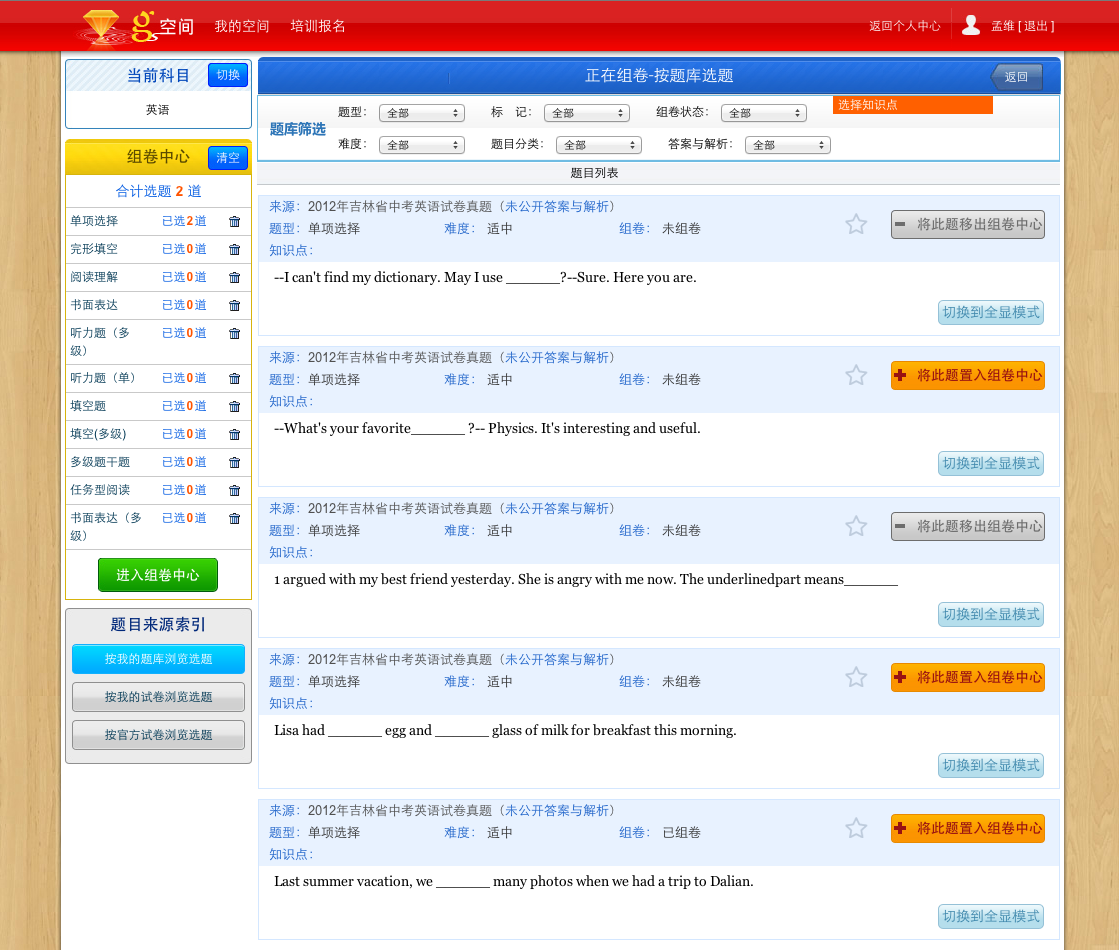 g空间 我的空间 培训报名 返回个人中心 孟维 [ 退出 ]
当前科目 切换
英语
组卷中心 清空
合计选题 2 道
单项选择 已选2道
完形填空 已选0道
阅读理解 已选0道
书面表达 已选0道
听力题（多级） 已选0道
听力题（单） 已选0道
填空题 已选0道
填空(多级) 已选0道
多级题干题 已选0道
任务型阅读 已选0道
书面表达（多级） 已选0道
进入组卷中心
题目来源索引
按我的题库浏览选题
按我的试卷浏览选题
按官方试卷浏览选题
正在组卷-按题库选题 返回
题库筛选
题型： 全部 标 记： 全部 组卷状态： 全部 选择知识点
难度： 全部 题目分类： 全部 答案与解析： 全部
题目列表
来源： 2012年吉林省中考英语试卷真题（未公开答案与解析）
题型： 单项选择 难度： 适中 组卷： 未组卷 将此题移出组卷中心
知识点：
--I can't find my dictionary. May I use ______?--Sure. Here you are.
切换到全显模式
来源： 2012年吉林省中考英语试卷真题（未公开答案与解析）
题型： 单项选择 难度： 适中 组卷： 未组卷 将此题置入组卷中心
知识点：
--What's your favorite______ ?-- Physics. It's interesting and useful.
切换到全显模式
来源： 2012年吉林省中考英语试卷真题（未公开答案与解析）
题型： 单项选择 难度： 适中 组卷： 未组卷 将此题移出组卷中心
知识点：
1 argued with my best friend yesterday. She is angry with me now. The underlinedpart means______
切换到全显模式
来源： 2012年吉林省中考英语试卷真题（未公开答案与解析）
题型： 单项选择 难度： 适中 组卷： 未组卷 将此题置入组卷中心
知识点：
Lisa had ______ egg and ______ glass of milk for breakfast this morning.
切换到全显模式
来源： 2012年吉林省中考英语试卷真题（未公开答案与解析）
题型： 单项选择 难度： 适中 组卷： 已组卷 将此题置入组卷中心
知识点：
Last summer vacation, we ______ many photos when we had a trip to Dalian.
切换到全显模式